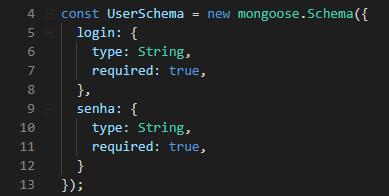 4 const UserSchema = new mongoose.Schema({
5   login: {
6     type: String,
7     required: true,
8   },
9   senha: {
10     type: String,
11     required: true,
12   }
13 });